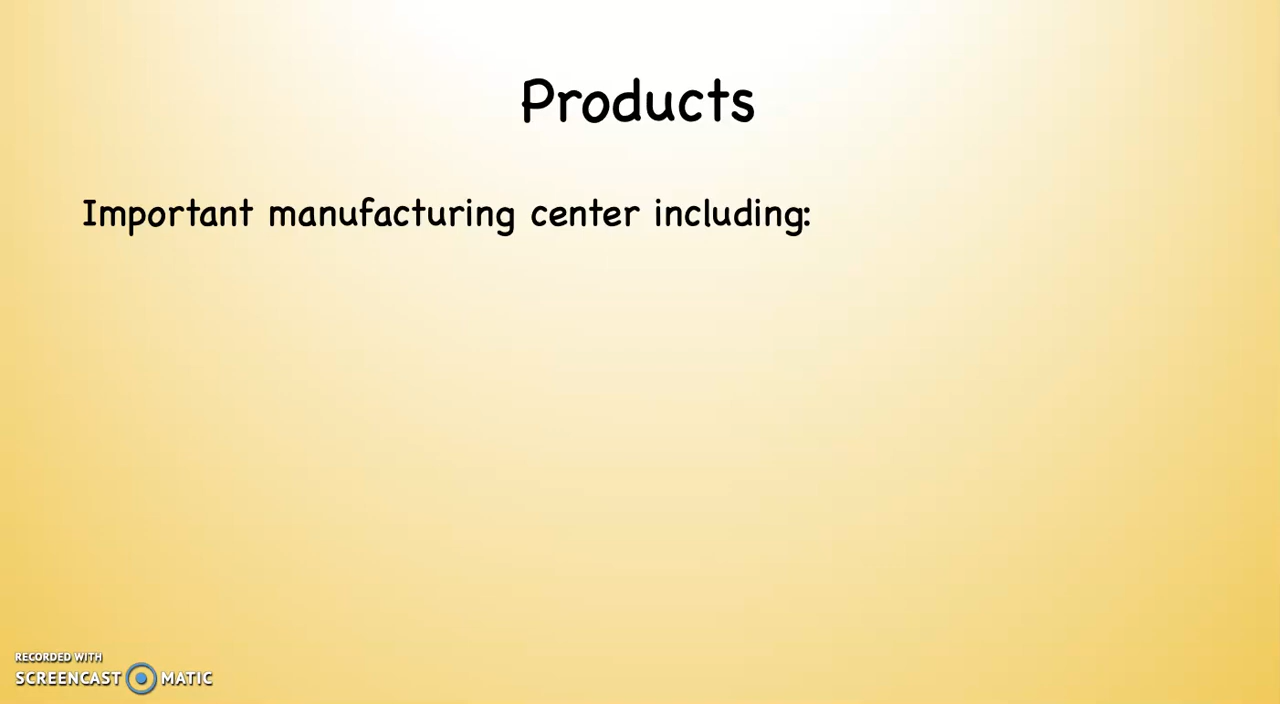 Products
Important manufacturing center including:
RECORDED WITH
SCREENCAST MATIC